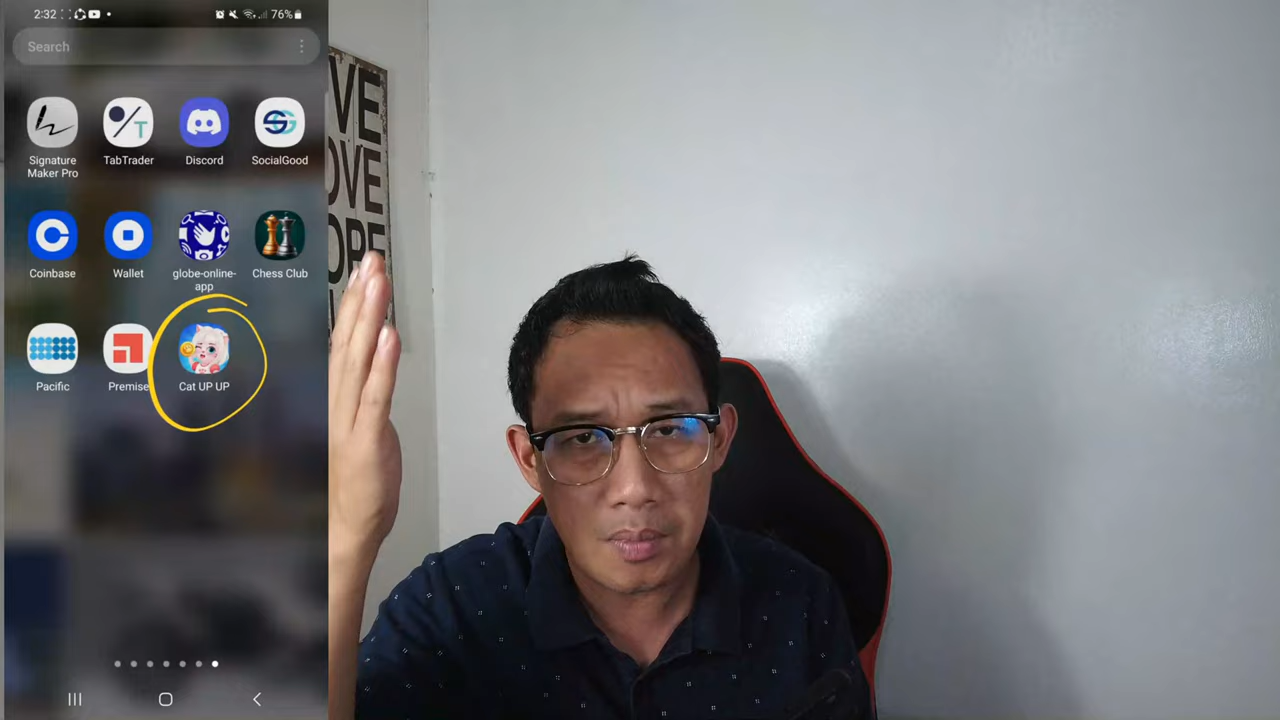 2:32
76%
Search
Signature
Maker Pro
TabTrader
Discord
SocialGood
Coinbase
Wallet
globe-online-
app
Chess Club
Pacific
Premise
Cat UP UP
VE
OVE
OPE